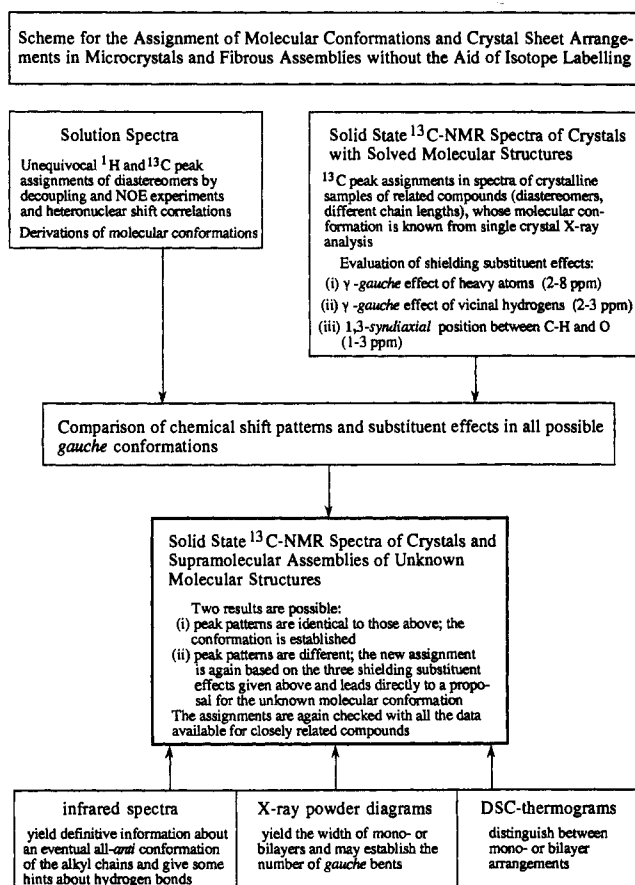 Scheme for the Assignment of Molecular Conformations and Crystal Sheet Arrange-
ments in Microcrystals and Fibrous Assemblies without the Aid of Isotope Labelling
Solution Spectra
Unequivocal ¹H and ¹³C peak
assignments of diastereomers by
decoupling and NOE experiments
and heteronuclear shift correlations
Derivations of molecular conformations
Solid State ¹³C-NMR Spectra of Crystals
with Solved Molecular Structures
¹³C peak assignments in spectra of crystalline
samples of related compounds (diastereomers,
different chain lengths), whose molecular con-
formation is known from single crystal X-ray
analysis
Evaluation of shielding substituent effects:
(i) γ-gauche effect of heavy atoms (2-8 ppm)
(ii) γ-gauche effect of vicinal hydrogens (2-3 ppm)
(iii) 1,3-syndiaxial position between C-H and O
(1-3 ppm)
Comparison of chemical shift patterns and substituent effects in all possible
gauche conformations
Solid State ¹³C-NMR Spectra of Crystals and
Supramolecular Assemblies of Unknown
Molecular Structures
Two results are possible:
(i) peak patterns are identical to those above; the
conformation is established
(ii) peak patterns are different; the new assignment
is again based on the three shielding substituent
effects given above and leads directly to a propo-
sal for the unknown molecular conformation
The assignments are again checked with all the data
available for closely related compounds
infrared spectra
yield definitive information about
an eventual all-anti conformation
of the alkyl chains and give some
hints about hydrogen bonds
X-ray powder diagrams
yield the width of mono- or
bilayers and may establish the
number of gauche bents
DSC-thermograms
distinguish between
mono- or bilayer
arrangements